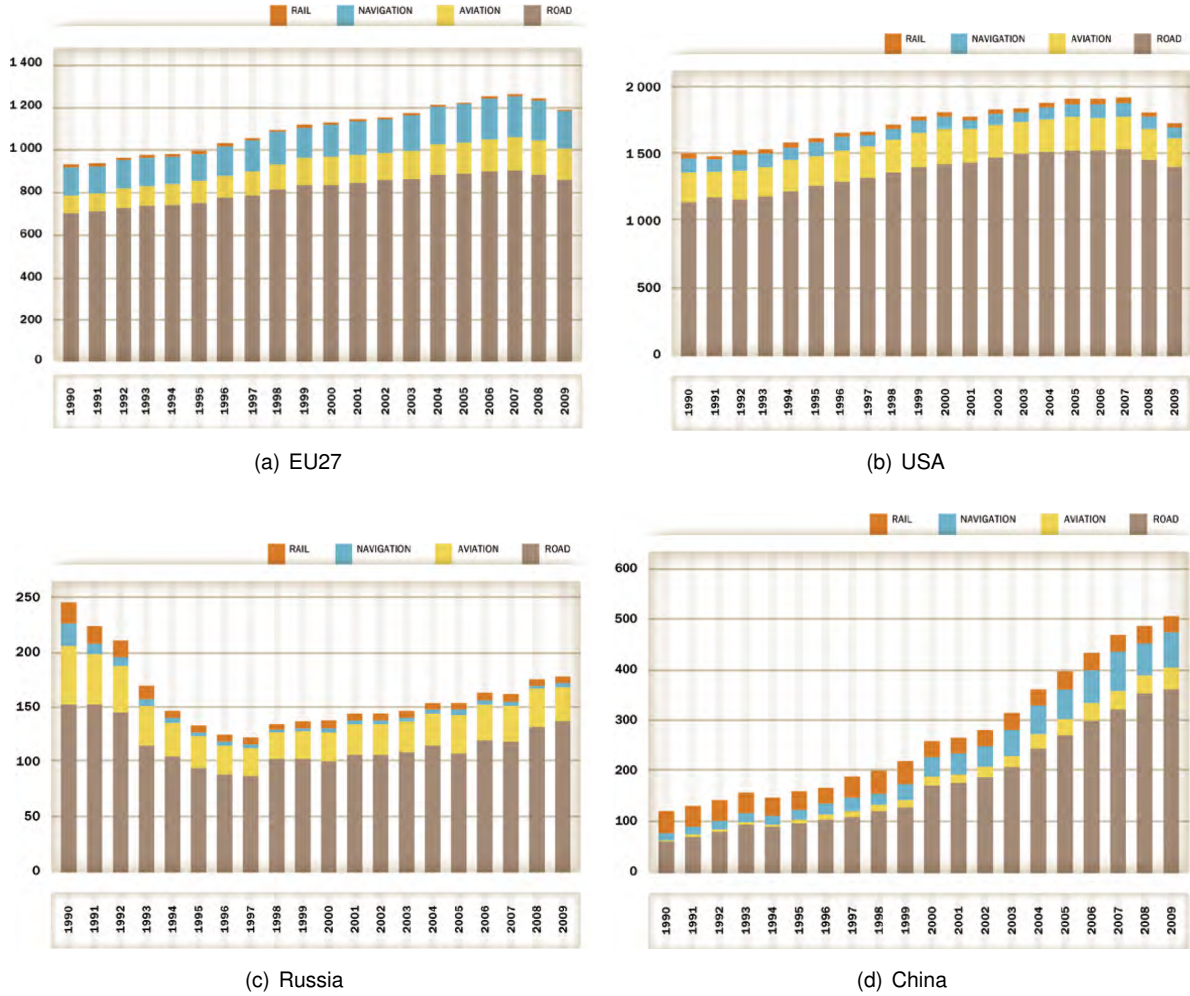 RAIL NAVIGATION AVIATION ROAD
1 400
1 200
1 000
800
600
400
200
0
1990 1991 1992 1993 1994 1995 1996 1997 1998 1999 2000 2001 2002 2003 2004 2005 2006 2007 2008 2009
(a) EU27
RAIL NAVIGATION AVIATION ROAD
2 000
1 500
1 000
500
0
1990 1991 1992 1993 1994 1995 1996 1997 1998 1999 2000 2001 2002 2003 2004 2005 2006 2007 2008 2009
(b) USA
RAIL NAVIGATION AVIATION ROAD
250
200
150
100
50
0
1990 1991 1992 1993 1994 1995 1996 1997 1998 1999 2000 2001 2002 2003 2004 2005 2006 2007 2008 2009
(c) Russia
RAIL NAVIGATION AVIATION ROAD
600
500
400
300
200
100
0
1990 1991 1992 1993 1994 1995 1996 1997 1998 1999 2000 2001 2002 2003 2004 2005 2006 2007 2008 2009
(d) China